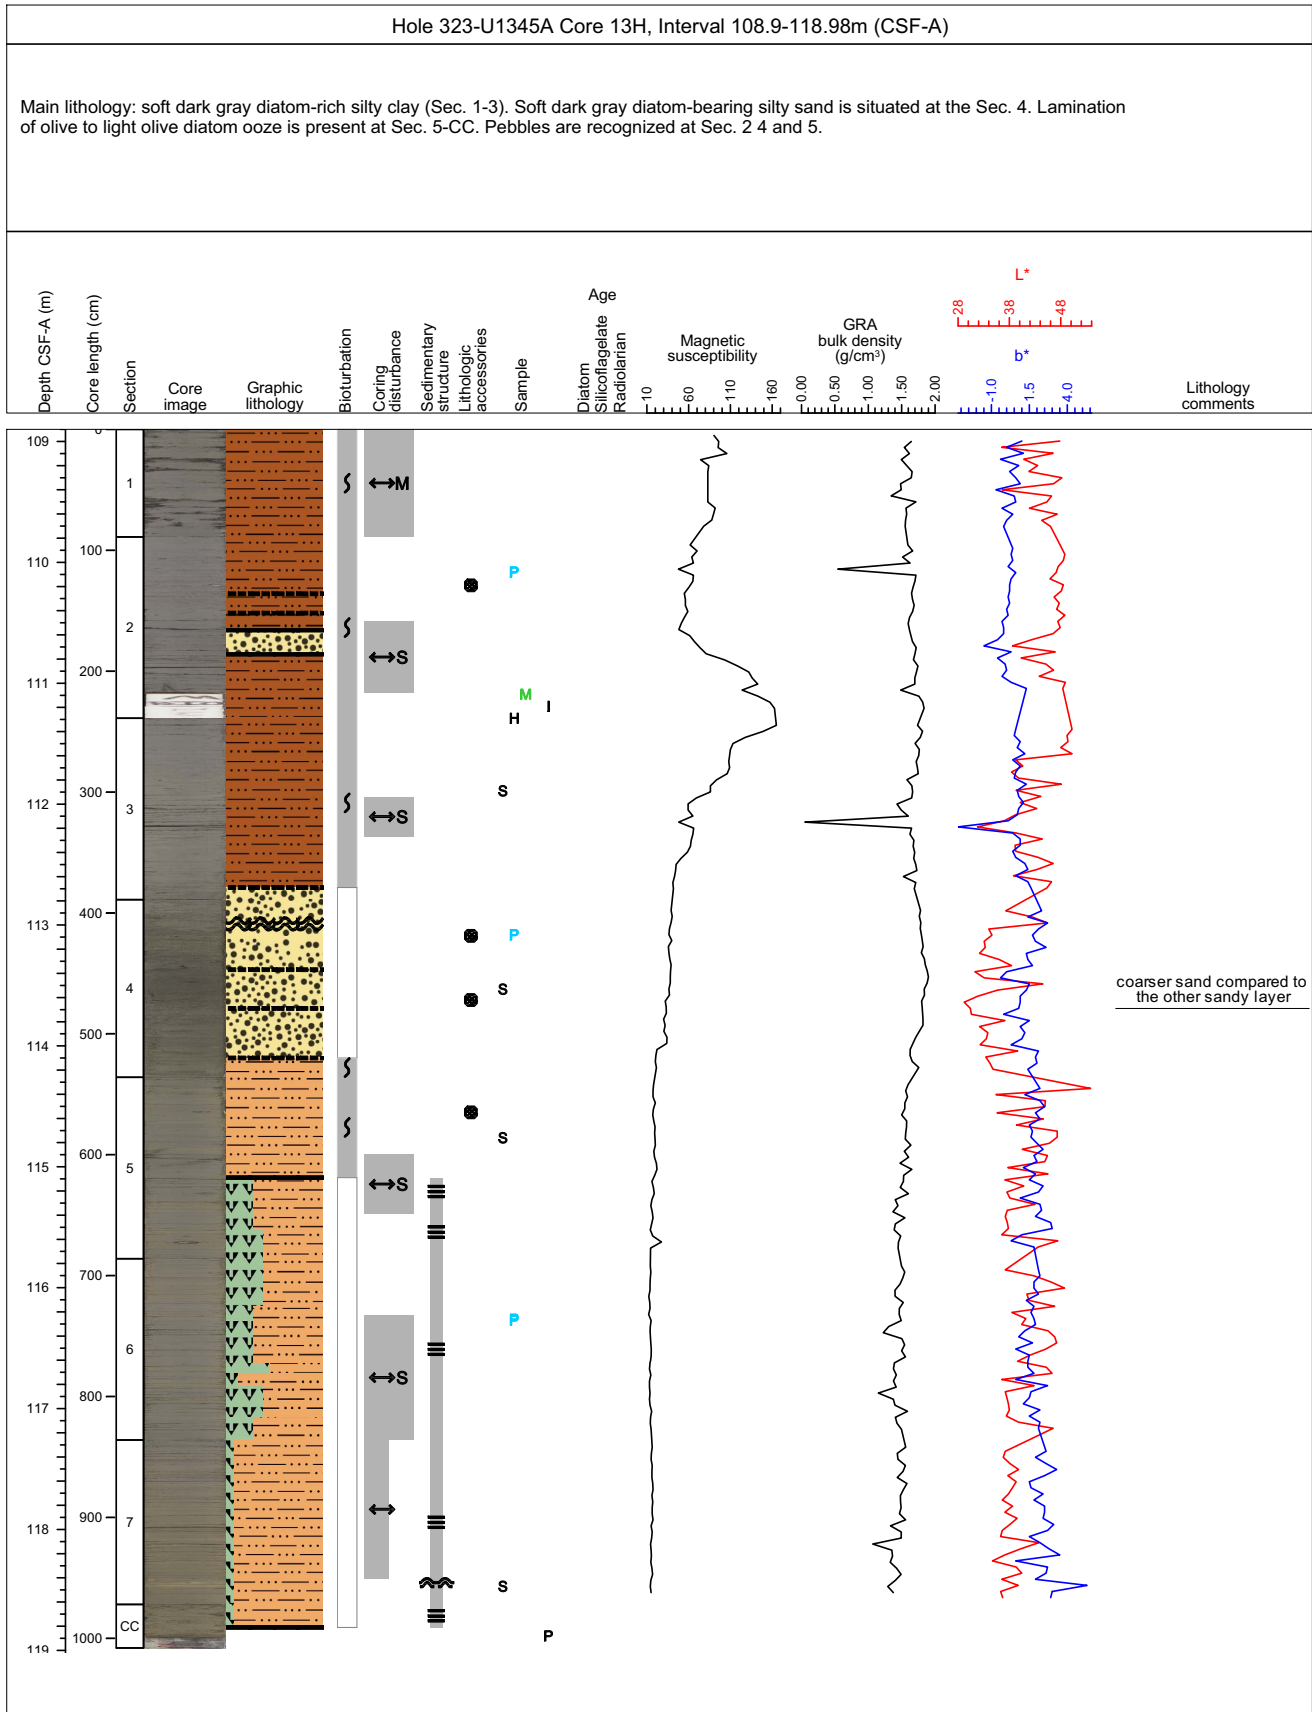 Hole 323-U1345A Core 13H, Interval 108.9-118.98m (CSF-A)
Main lithology: soft dark gray diatom-rich silty clay (Sec. 1-3). Soft dark gray diatom-bearing silty sand is situated at the Sec. 4. Lamination
of olive to light olive diatom ooze is present at Sec. 5-CC. Pebbles are recognized at Sec. 2 4 and 5.
Depth CSF-A (m)
Core length (cm)
Section
Core
image
Graphic
lithology
Bioturbation
Coring
disturbance
Sedimentary
structure
Lithologic
accessories
Sample
Age
Diatom
Silicoflagelate
Radiolarian
Magnetic
susceptibility
10 60 110 160
GRA
bulk density
(g/cm³)
0.00 0.50 1.00 1.50 2.00
L*
28 38 48
b*
-1.0 1.5 4.0
Lithology
comments
109
110
111
112
113
114
115
116
117
118
119
0
100
200
300
400
500
600
700
800
900
1000
1
2
3
4
5
6
7
CC
M
S
S
S
S
P
M
I
H
S
P
S
S
P
S
P
coarser sand compared to
the other sandy layer